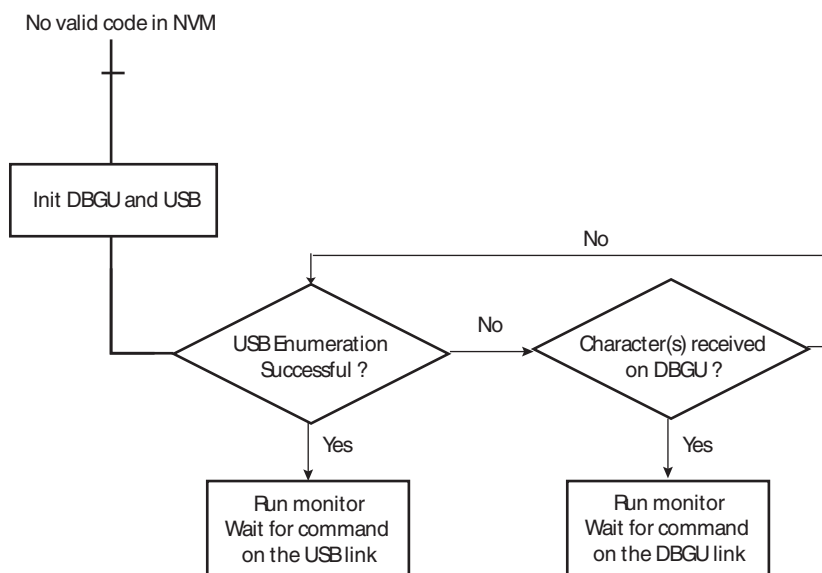 No valid code in NVM
Init DBGU and USB
No
USB Enumeration
Successful ?
No
Character(s) received
on DBGU ?
Yes
Yes
Run monitor
Wait for command
on the USB link
Run monitor
Wait for command
on the DBGU link